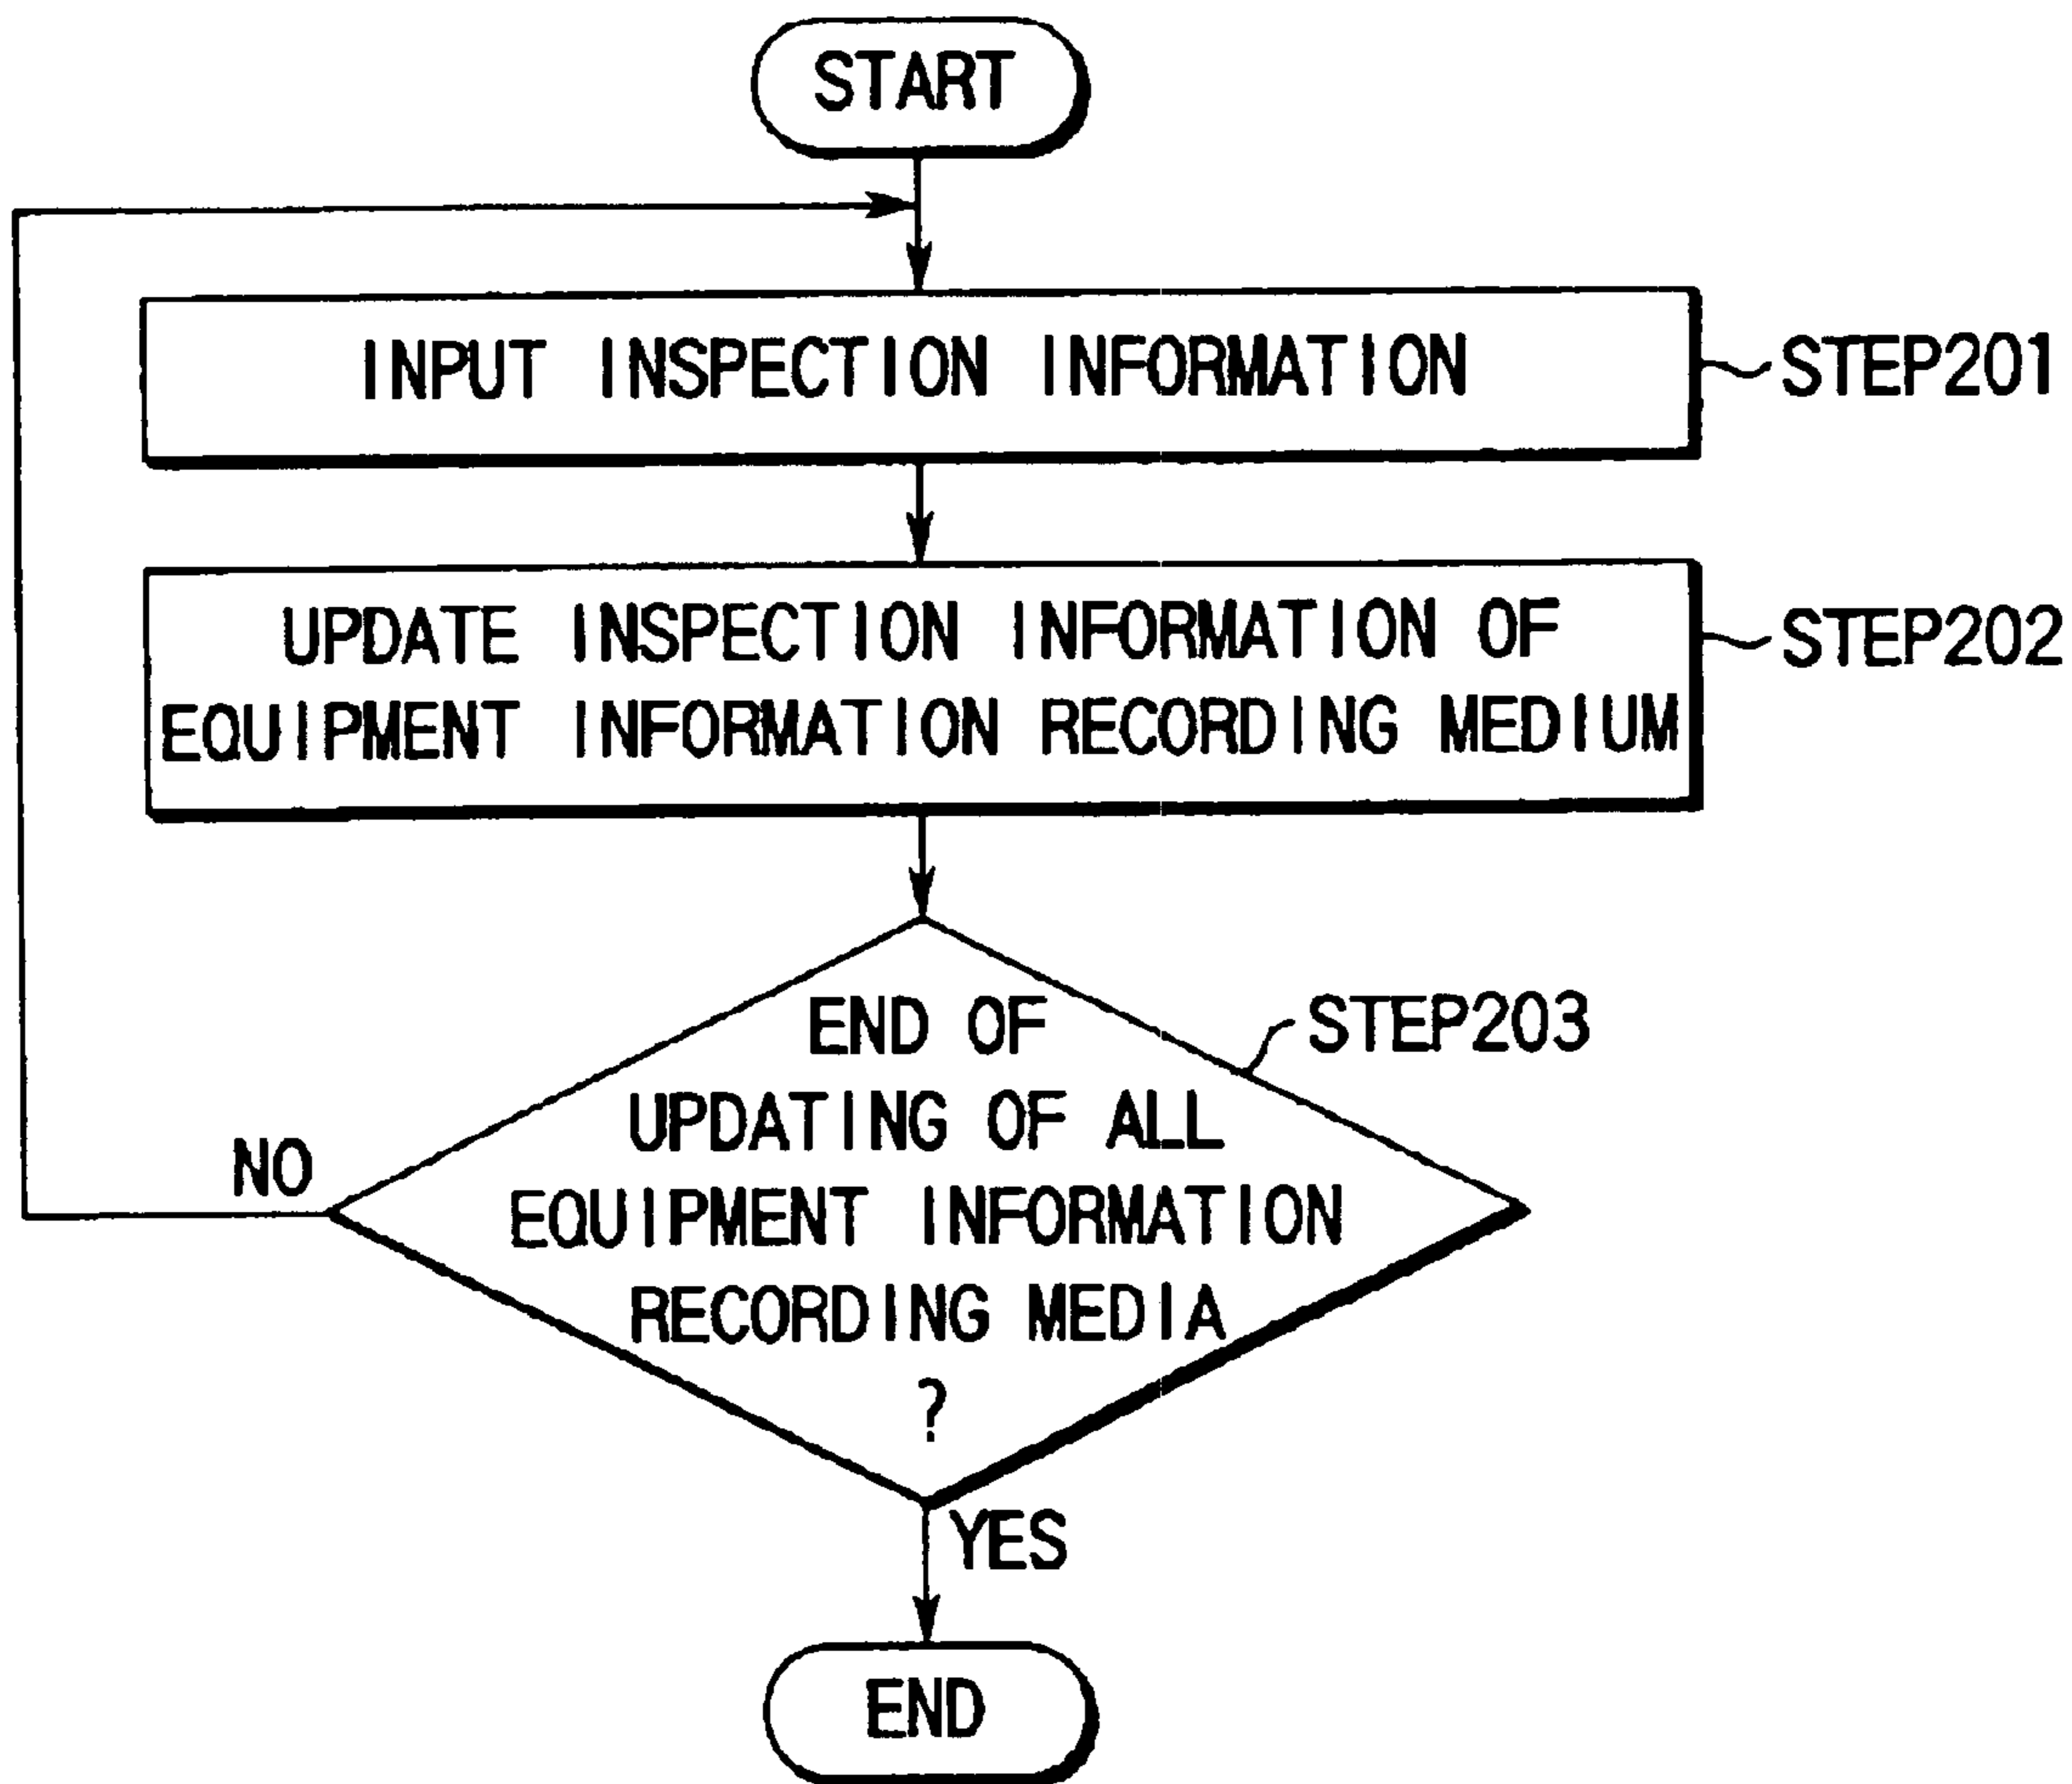 START
INPUT INSPECTION INFORMATION
STEP201
UPDATE INSPECTION INFORMATION OF
EQUIPMENT INFORMATION RECORDING MEDIUM
STEP202
END OF
UPDATING OF ALL
EQUIPMENT INFORMATION
RECORDING MEDIA
?
STEP203
NO
YES
END